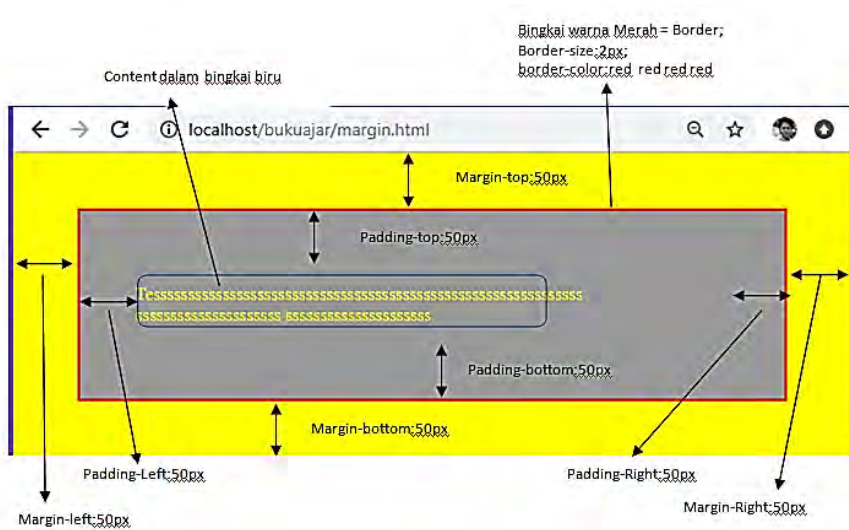 Bingkai warna Merah = Border;
Border-size:2px;
border-color:red red red red
Content dalam bingkai biru
localhost/bukuajar/margin.html
Margin-top:50px
Padding-top:50px
Padding-bottom:50px
Margin-bottom:50px
Padding-Left:50px
Padding-Right:50px
Margin-left:50px
Margin-Right:50px